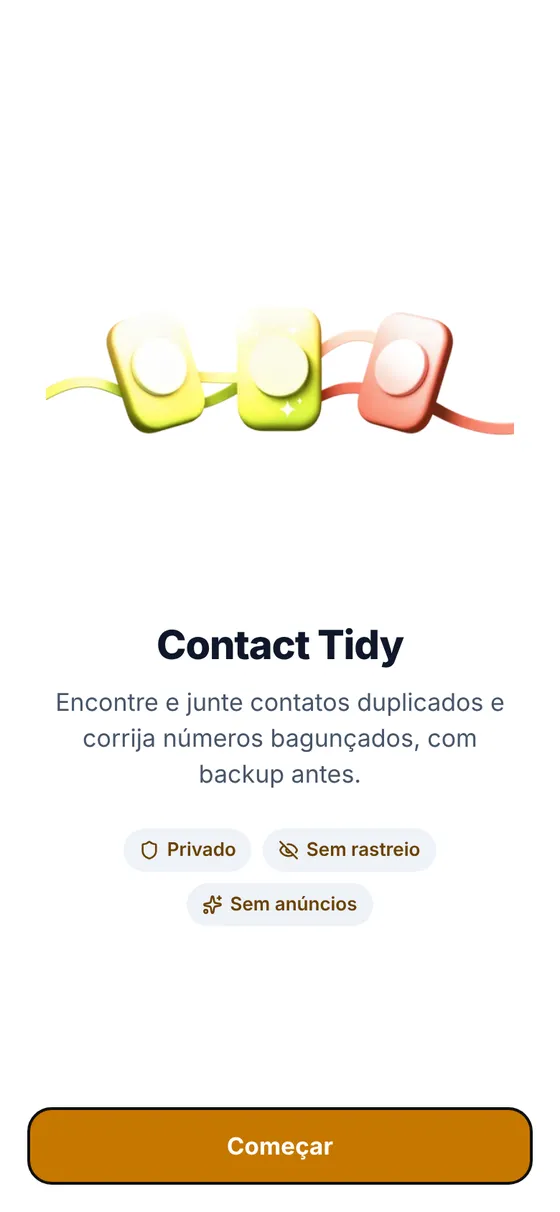 Contact Tidy
Encontre e junte contatos duplicados e
corrija números bagunçados, com
backup antes.
Privado
Sem rastreio
Sem anúncios
Começar